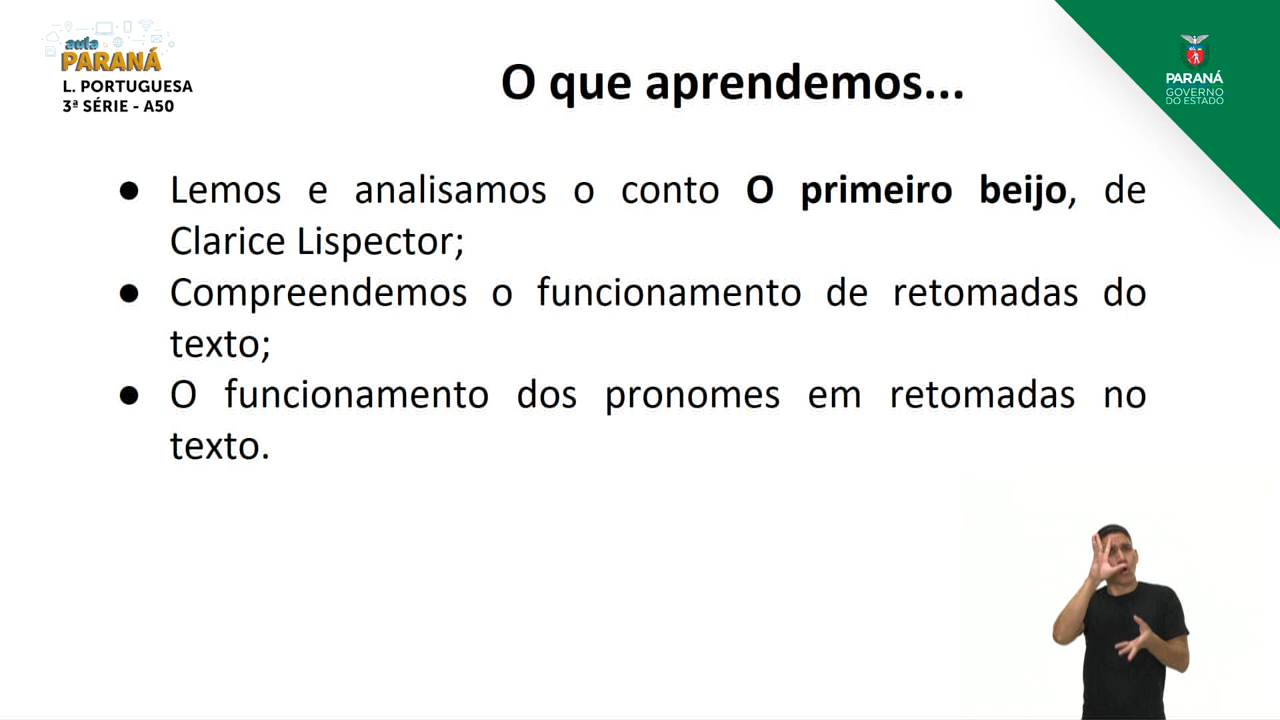 aula
PARANÁ
L. PORTUGUESA
3ª SÉRIE - A50
O que aprendemos...
PARANÁ
GOVERNO
DO ESTADO
● Lemos e analisamos o conto O primeiro beijo, de
Clarice Lispector;
● Compreendemos o funcionamento de retomadas do
texto;
● O funcionamento dos pronomes em retomadas no
texto.